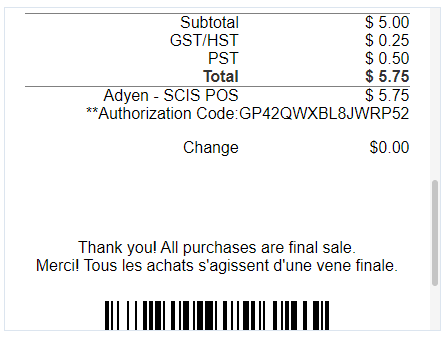 Subtotal $ 5.00
GST/HST $ 0.25
PST $ 0.50
Total $ 5.75
Adyen - SCIS POS $ 5.75
**Authorization Code:GP42QWXBL8JWRP52
Change $0.00
Thank you! All purchases are final sale.
Merci! Tous les achats s'agissent d'une vene finale.